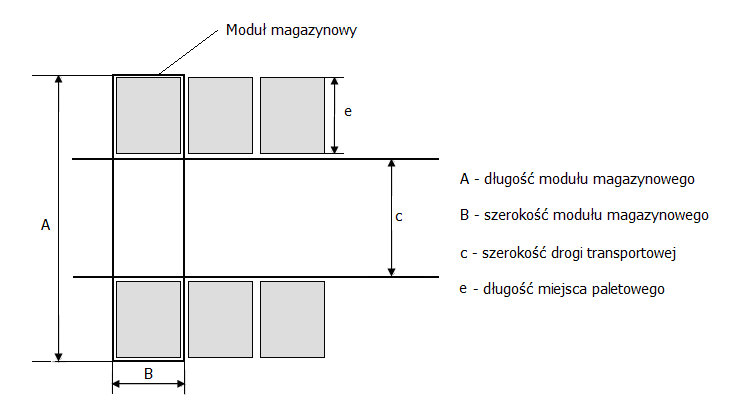 Moduł magazynowy
e
A
c
B
A - długość modułu magazynowego
B - szerokość modułu magazynowego
c - szerokość drogi transportowej
e - długość miejsca paletowego